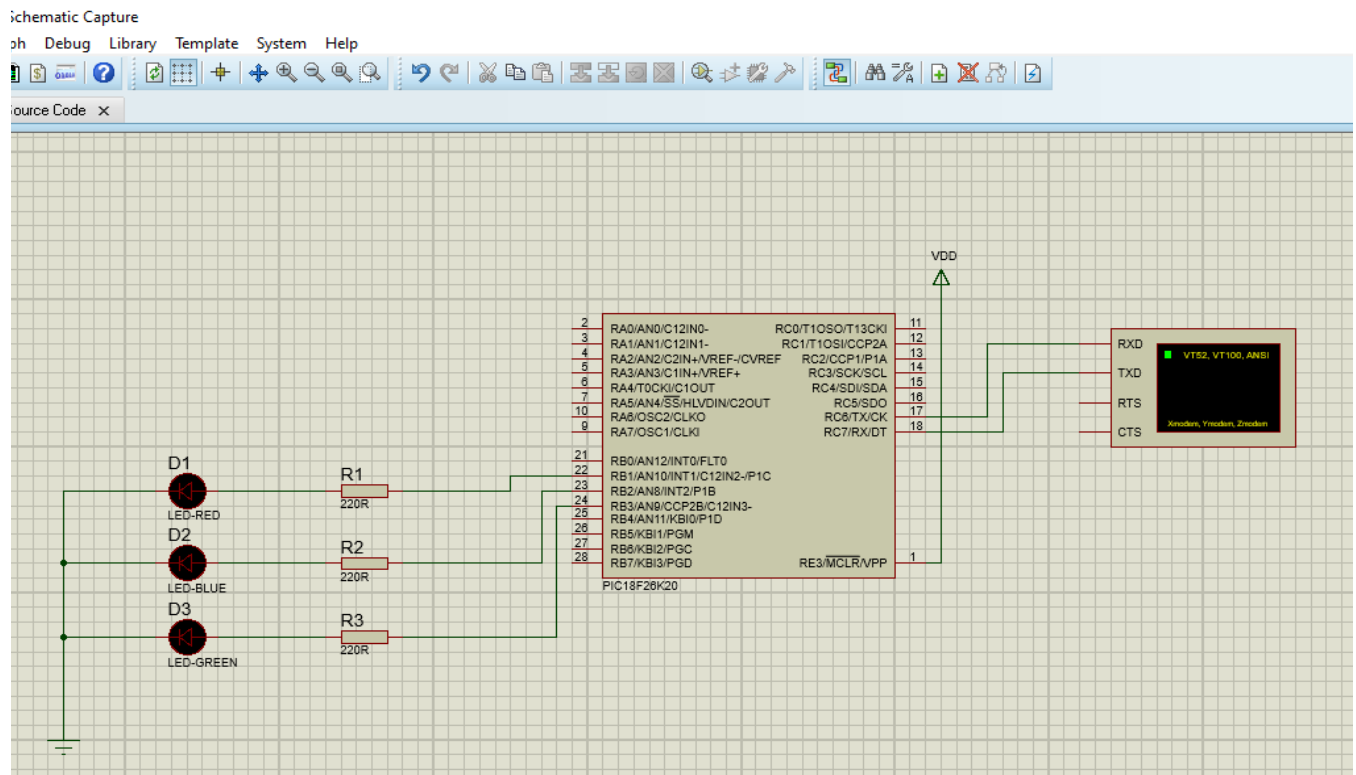 Schematic Capture
ph Debug Library Template System Help
Source Code X
VDD
2 RA0/AN0/C12IN0-
3 RA1/AN1/C12IN1-
4 RA2/AN2/C2IN+/VREF-/CVREF
5 RA3/AN3/C1IN+/VREF+
6 RA4/T0CKI/C1OUT
7 RA5/AN4/SS/HLVDIN/C2OUT
10 RA6/OSC2/CLKO
9 RA7/OSC1/CLKI
21 RB0/AN12/INT0/FLT0
22 RB1/AN10/INT1/C12IN2-/P1C
23 RB2/AN8/INT2/P1B
24 RB3/AN9/CCP2B/C12IN3-
25 RB4/AN11/KBI0/P1D
26 RB5/KBI1/PGM
27 RB6/KBI2/PGC
28 RB7/KBI3/PGD
RC0/T1OSO/T13CKI 11
RC1/T1OSI/CCP2A 12
RC2/CCP1/P1A 13
RC3/SCK/SCL 14
RC4/SDI/SDA 15
RC5/SDO 16
RC6/TX/CK 17
RC7/RX/DT 18
RE3/MCLR/VPP 1
PIC18F26K20
RXD
TXD
RTS
CTS
VT52, VT100, ANSI
Xmodem, Ymodem, Zmodem
D1
LED-RED
R1
220R
D2
LED-BLUE
R2
220R
D3
LED-GREEN
R3
220R